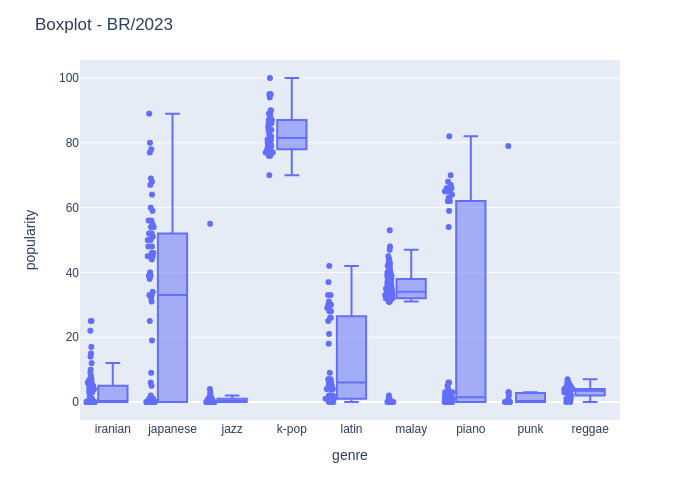 Boxplot - BR/2023
popularity
100
80
60
40
20
0
iranian japanese jazz k-pop latin malay piano punk reggae
genre